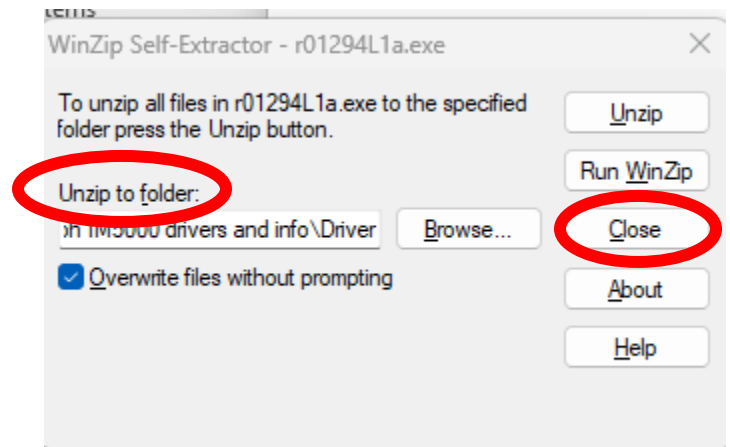 WinZip Self-Extractor - r01294L1a.exe
To unzip all files in r01294L1a.exe to the specified
folder press the Unzip button.
Unzip to folder:
IM5000 drivers and info\Driver
Browse...
Overwrite files without prompting
Unzip
Run WinZip
Close
About
Help